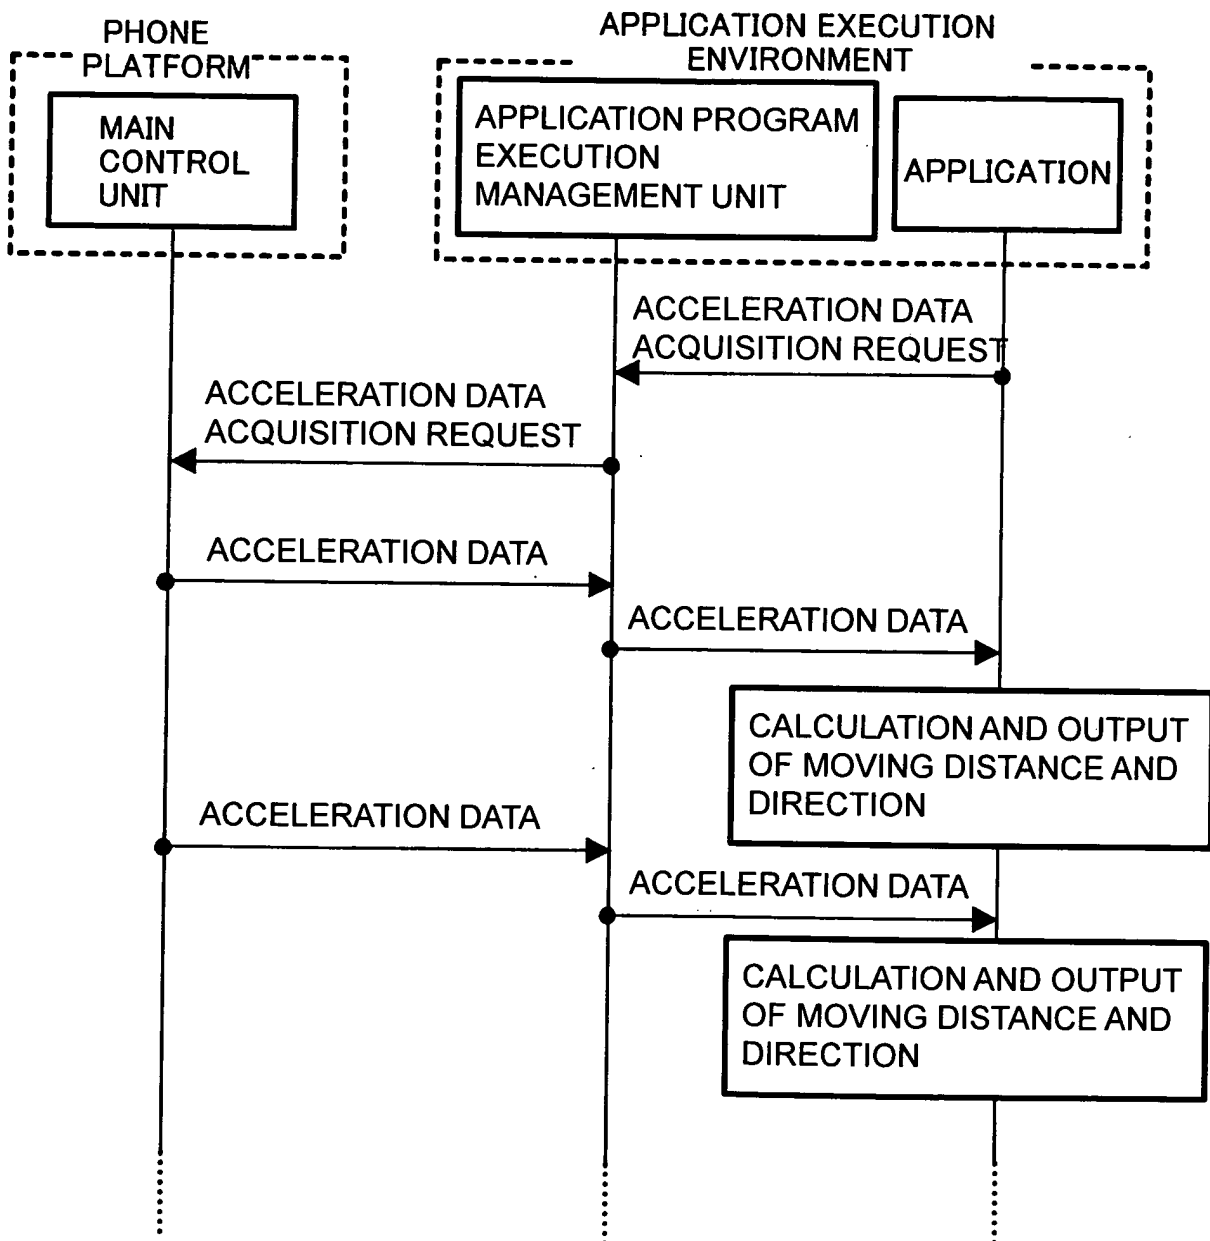 PHONE
PLATFORM
APPLICATION EXECUTION
ENVIRONMENT
MAIN
CONTROL
UNIT
APPLICATION PROGRAM
EXECUTION
MANAGEMENT UNIT
APPLICATION
ACCELERATION DATA
ACQUISITION REQUEST
ACCELERATION DATA
ACQUISITION REQUEST
ACCELERATION DATA
ACCELERATION DATA
CALCULATION AND OUTPUT
OF MOVING DISTANCE AND
DIRECTION
ACCELERATION DATA
ACCELERATION DATA
CALCULATION AND OUTPUT
OF MOVING DISTANCE AND
DIRECTION